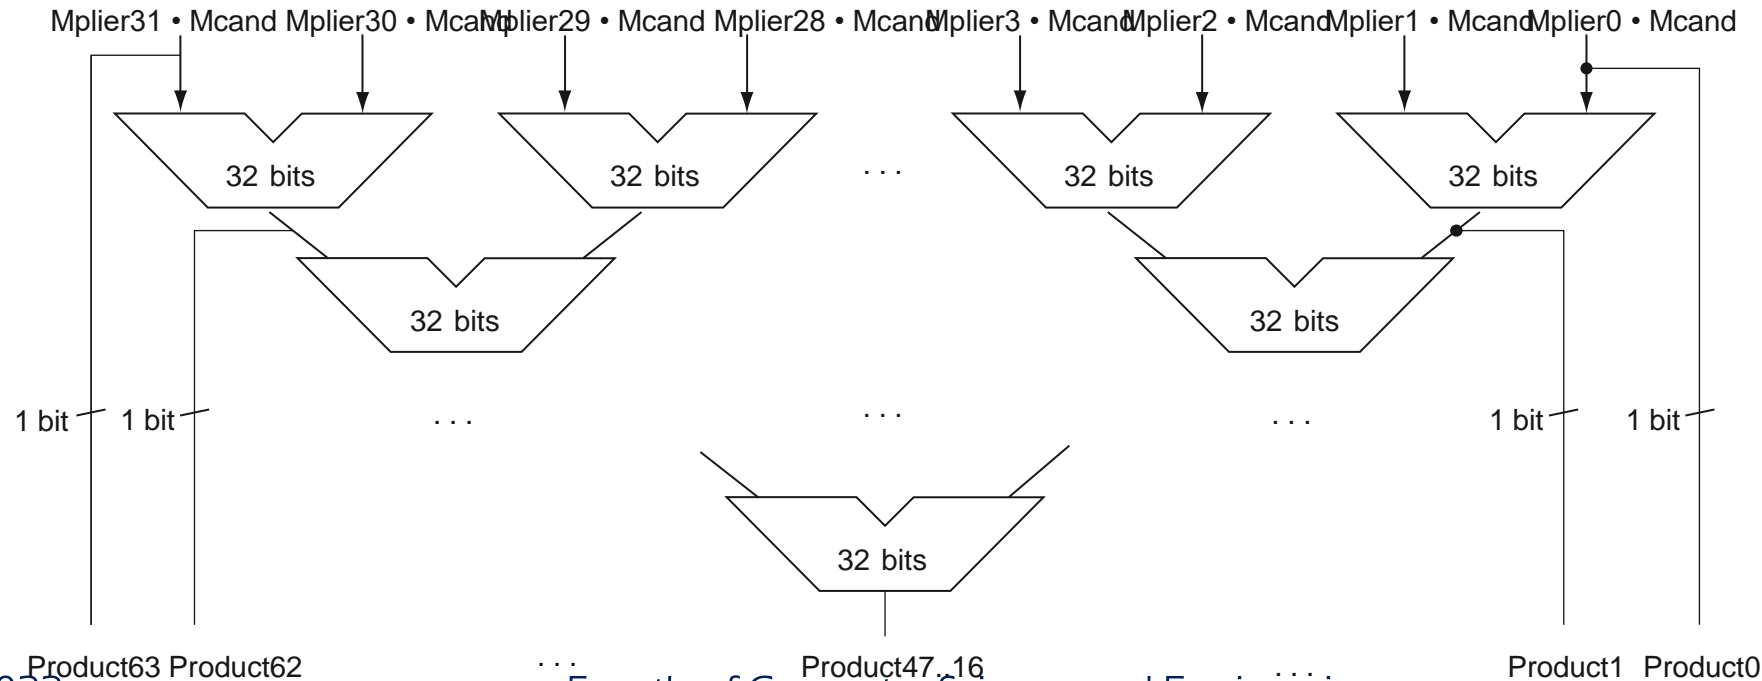 Mplier31 • Mcand Mplier30 • Mcand Mplier29 • Mcand Mplier28 • Mcand Mplier3 • Mcand Mplier2 • Mcand Mplier1 • Mcand Mplier0 • Mcand
32 bits 32 bits . . . 32 bits 32 bits
32 bits 32 bits
1 bit 1 bit . . . . . . . . . 1 bit 1 bit
32 bits
Product63 Product62 . . . Product47..16 . . . . Product1 Product0